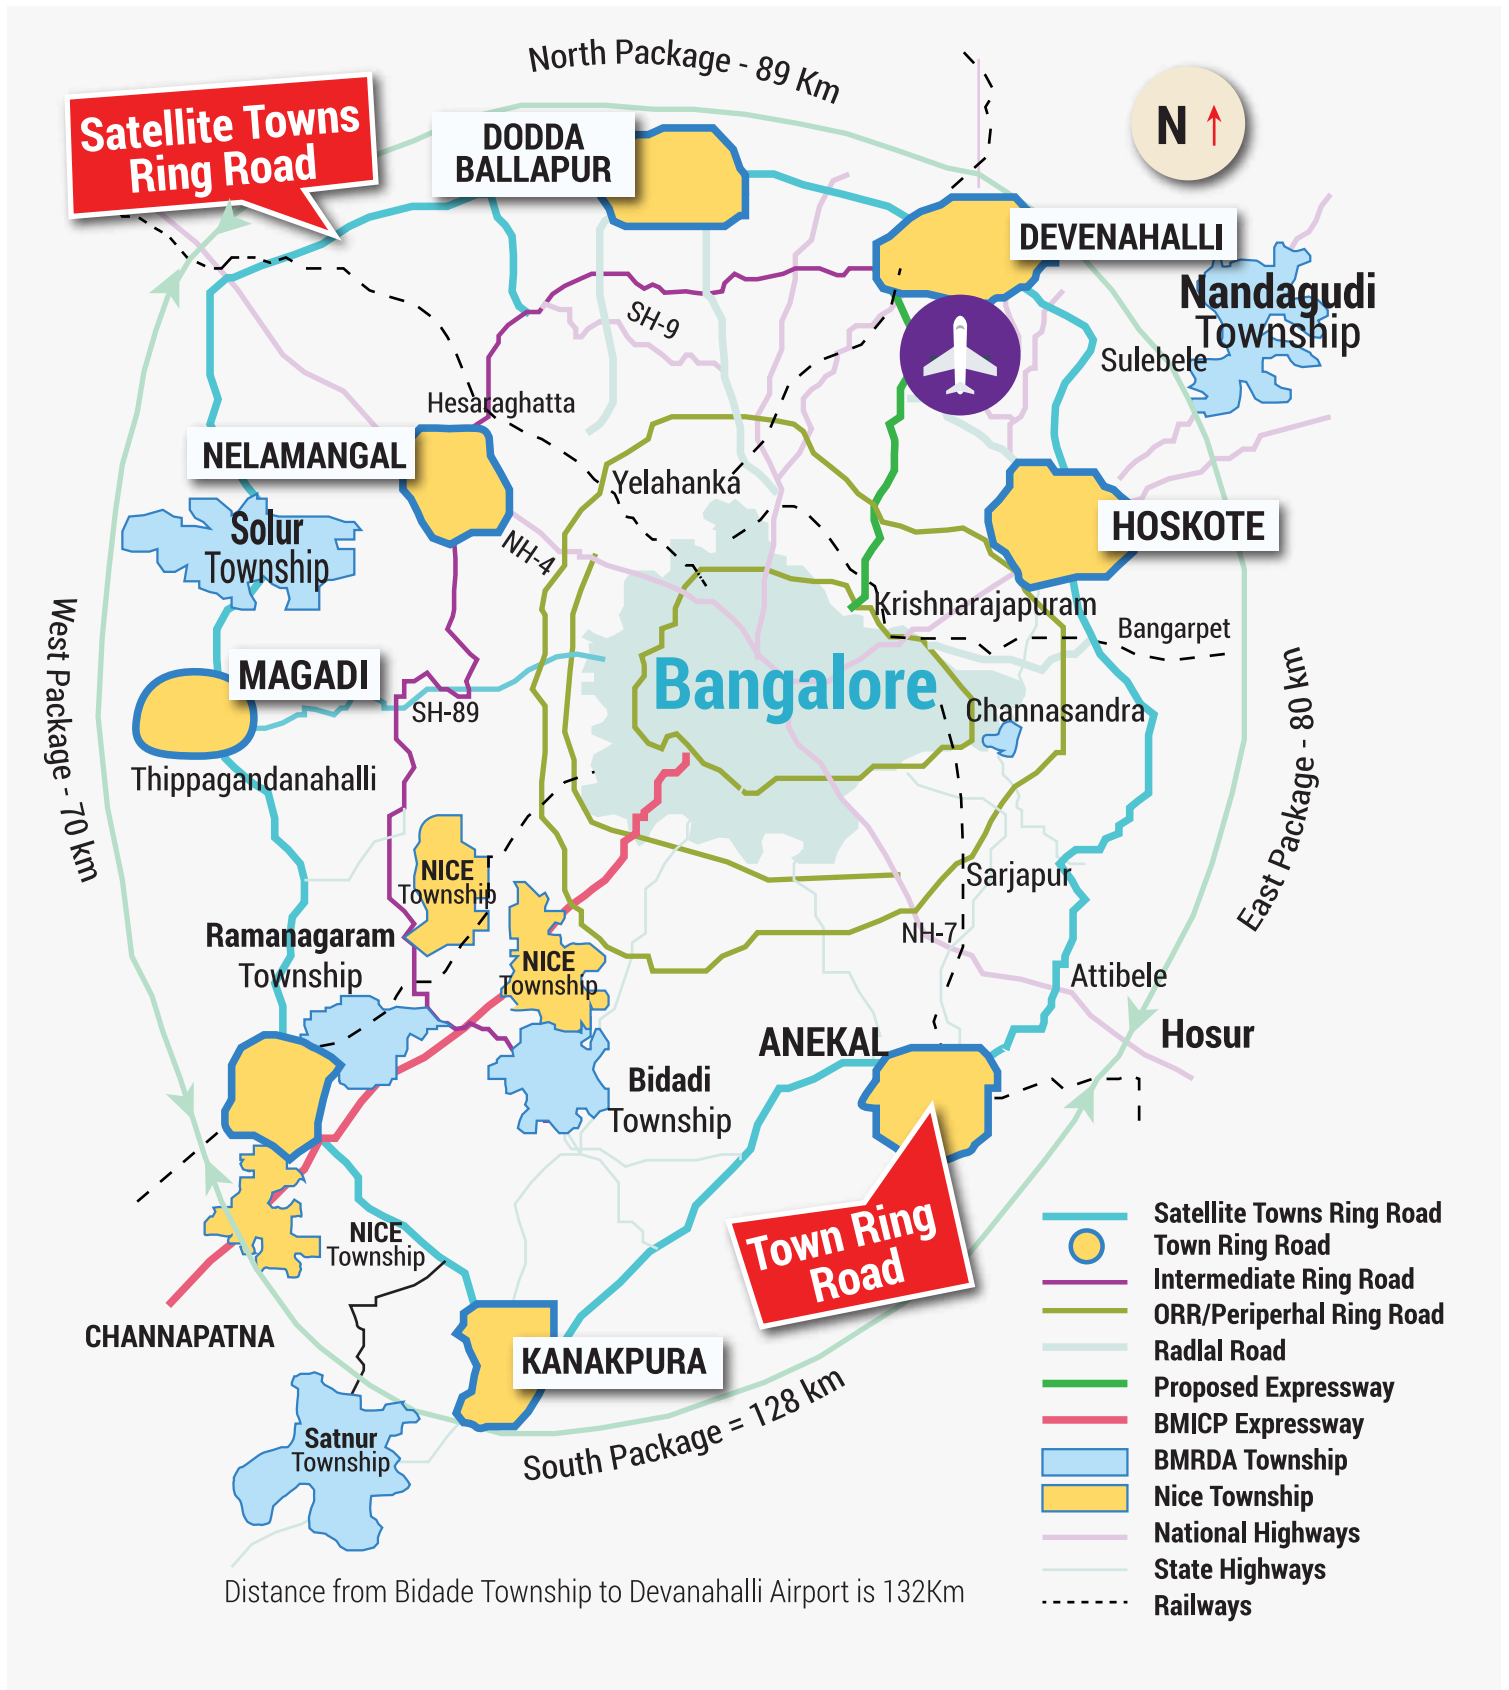 North Package - 89 Km
Satellite Towns
Ring Road
N
DODDA
BALLAPUR
DEVENAHALLI
Nandagudi
Township
SH-9
Sulebele
Hesaraghatta
NELAMANGAL
Yelahanka
Solur
Township
NH-4
HOSKOTE
Krishnarajapuram
Bangarpet
West Package - 70 km
MAGADI
Bangalore
East Package - 80 km
SH-89
Channasandra
Thippagandanahalli
NICE
Township
Sarjapur
Ramanagaram
Township
NH-7
NICE
Township
Attibele
ANEKAL
Hosur
Bidadi
Township
Town Ring
Road
NICE
Township
CHANNAPATNA
KANAKPURA
South Package = 128 km
Satnur
Township
Satellite Towns Ring Road
Town Ring Road
Intermediate Ring Road
ORR/Periperhal Ring Road
Radlal Road
Proposed Expressway
BMICP Expressway
BMRDA Township
Nice Township
National Highways
State Highways
Railways
Distance from Bidade Township to Devanahalli Airport is 132Km